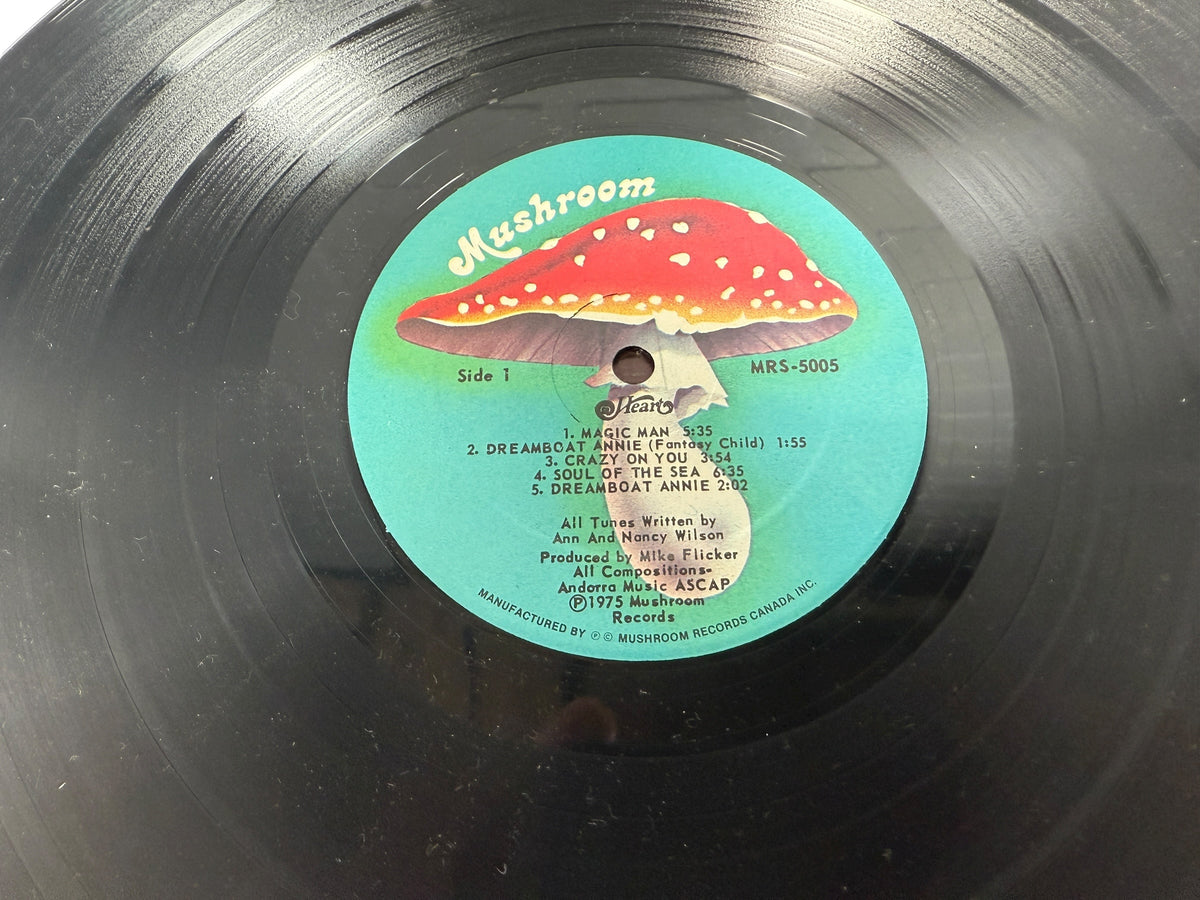 Mushroom
Side 1
MRS-5005
Heart
1. MAGIC MAN 5:35
2. DREAMBOAT ANNIE (Fantasy Child) 1:55
3. CRAZY ON YOU 3:54
4. SOUL OF THE SEA 6:35
5. DREAMBOAT ANNIE 2:02
All Tunes Written by
Ann And Nancy Wilson
Produced by Mike Flicker
All Compositions-
Andorra Music ASCAP
Ⓟ1975 Mushroom
Records
MANUFACTURED BY ℗ © MUSHROOM RECORDS CANADA INC.